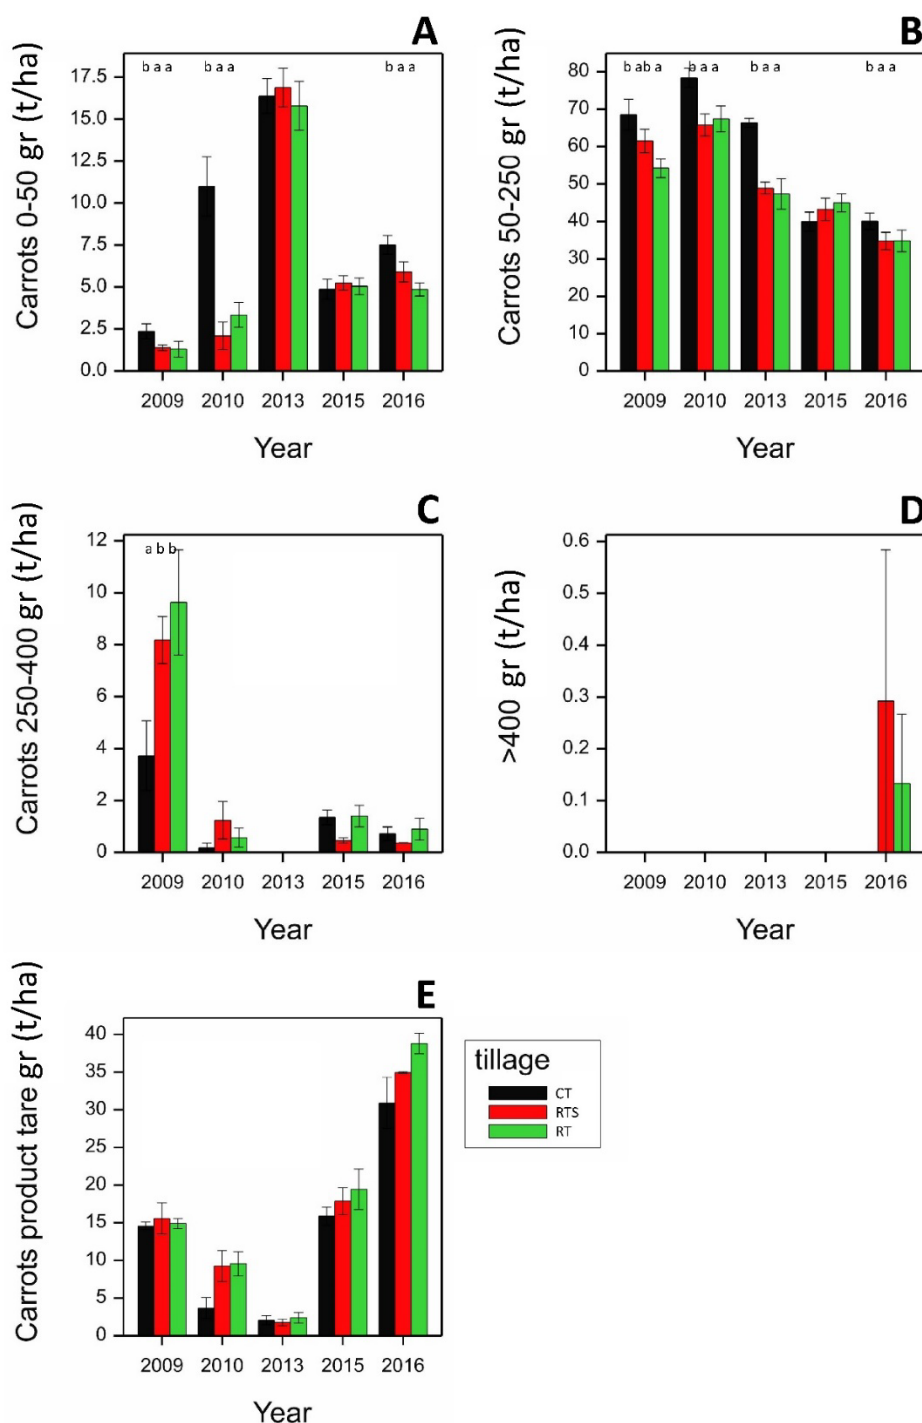 A
Carrots 0-50 gr (t/ha)
b a a b a a b a a
17.5
15.0
12.5
10.0
7.5
5.0
2.5
0.0
2009 2010 2013 2015 2016
Year
B
Carrots 50-250 gr (t/ha)
b ab a b a a b a a b a a
80
70
60
50
40
30
20
10
0
2009 2010 2013 2015 2016
Year
C
Carrots 250-400 gr (t/ha)
a b b
12
10
8
6
4
2
0
2009 2010 2013 2015 2016
Year
D
>400 gr (t/ha)
0.6
0.5
0.4
0.3
0.2
0.1
0.0
2009 2010 2013 2015 2016
Year
E
Carrots product tare gr (t/ha)
40
35
30
25
20
15
10
5
0
2009 2010 2013 2015 2016
Year
tillage
CT
RTS
RT